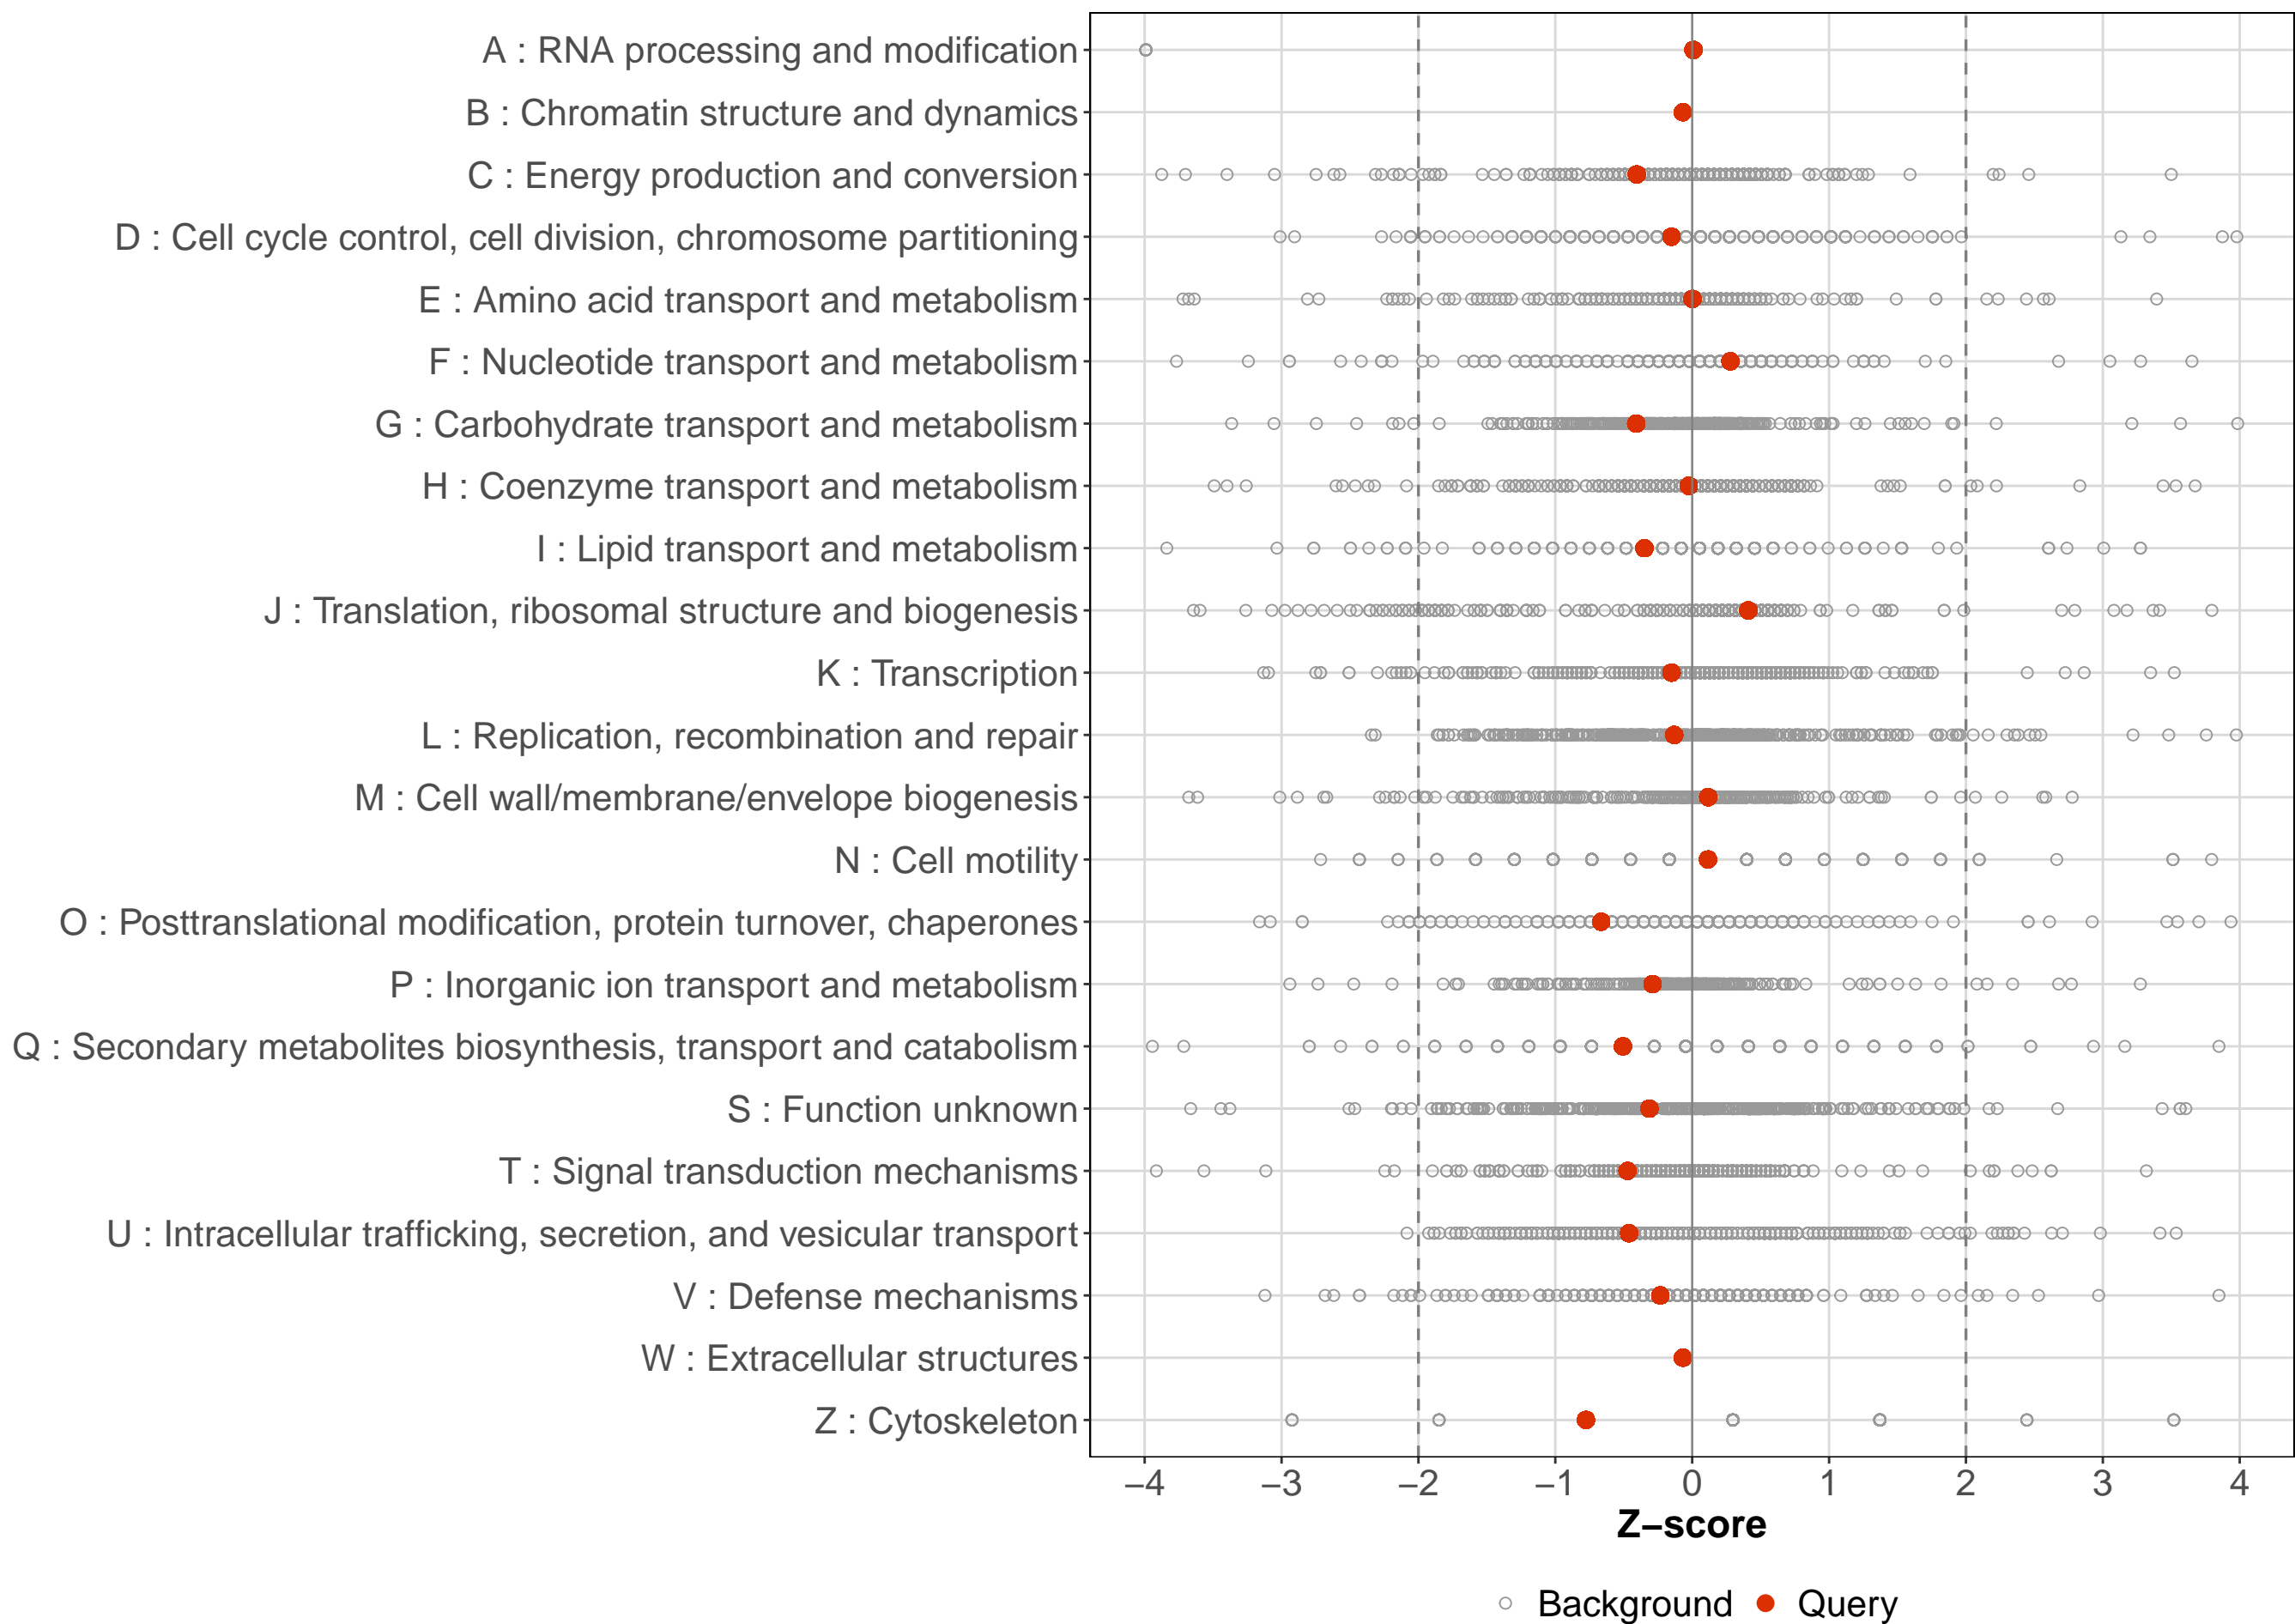 A : RNA processing and modification
B : Chromatin structure and dynamics
C : Energy production and conversion
D : Cell cycle control, cell division, chromosome partitioning
E : Amino acid transport and metabolism
F : Nucleotide transport and metabolism
G : Carbohydrate transport and metabolism
H : Coenzyme transport and metabolism
I : Lipid transport and metabolism
J : Translation, ribosomal structure and biogenesis
K : Transcription
L : Replication, recombination and repair
M : Cell wall/membrane/envelope biogenesis
N : Cell motility
O : Posttranslational modification, protein turnover, chaperones
P : Inorganic ion transport and metabolism
Q : Secondary metabolites biosynthesis, transport and catabolism
S : Function unknown
T : Signal transduction mechanisms
U : Intracellular trafficking, secretion, and vesicular transport
V : Defense mechanisms
W : Extracellular structures
Z : Cytoskeleton
−4 −3 −2 −1 0 1 2 3 4
Z−score
Background Query